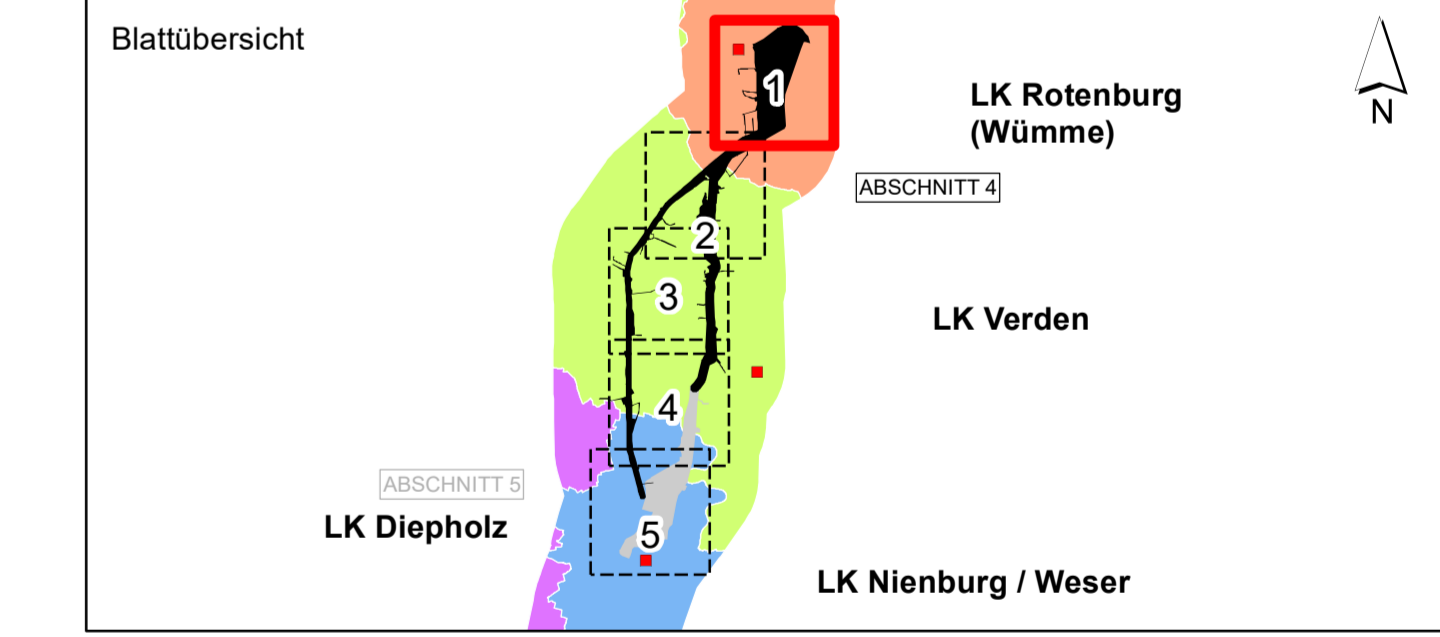 Blattübersicht
1
LK Rotenburg
(Wümme)
N
ABSCHNITT 4
2
3
LK Verden
4
ABSCHNITT 5
LK Diepholz
5
LK Nienburg / Weser